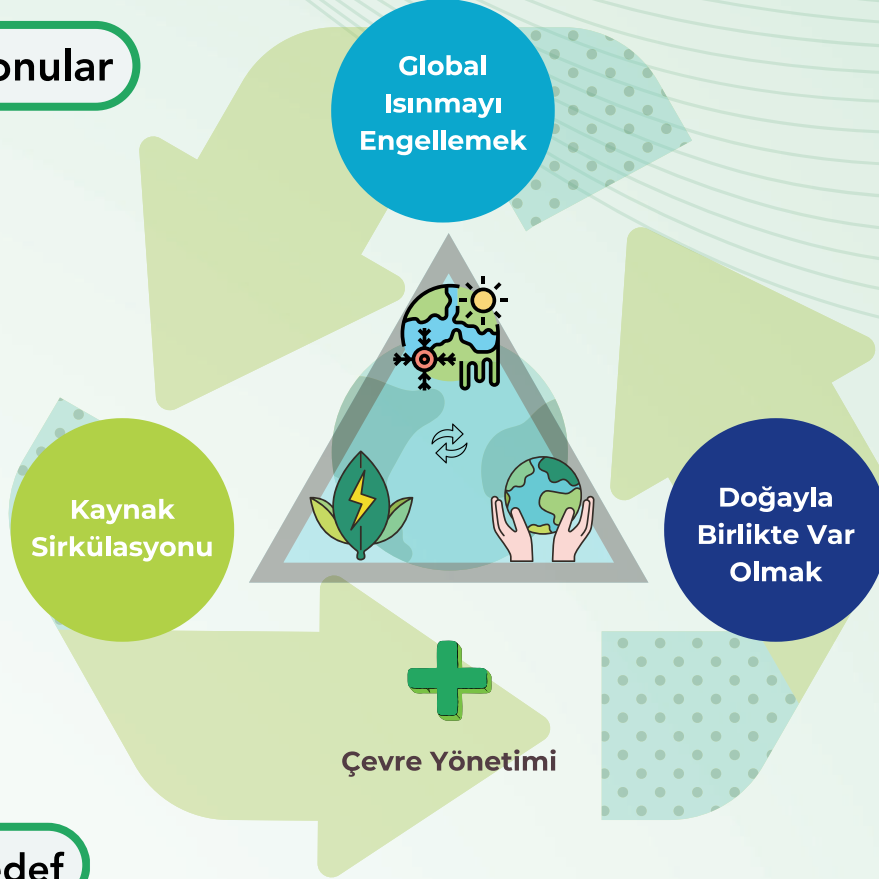 onular
Global
Isınmayı
Engellemek
Kaynak
Sirkülasyonu
Doğayla
Birlikte Var
Olmak
Çevre Yönetimi
edef